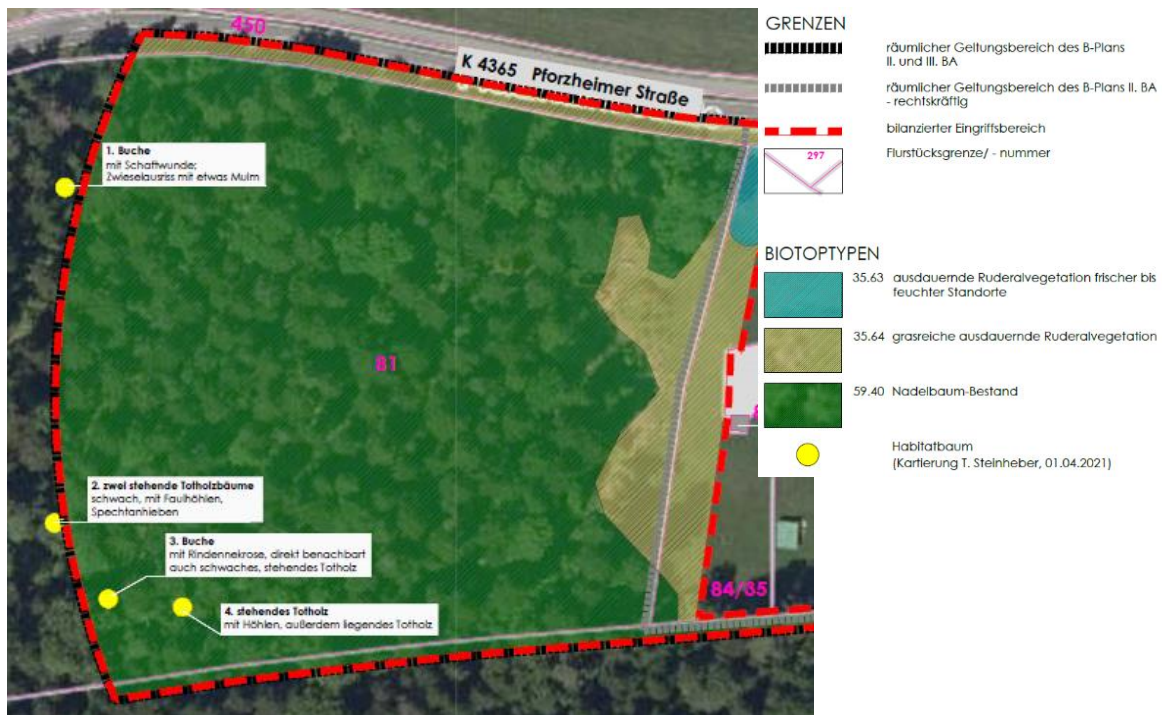 450
K 4365 Pforzheimer Straße
1. Buche
mit Schaftwunde;
Zwieselausriss mit etwas Mulm
81
2. zwei stehende Totholzbäume
schwach, mit Faulhöhlen,
Spechtanhieben
3. Buche
mit Rindennekrose, direkt benachbart
auch schwaches, stehendes Totholz
4. stehendes Totholz
mit Höhlen, außerdem liegendes Totholz
84/35
GRENZEN
räumlicher Geltungsbereich des B-Plans
II. und III. BA
räumlicher Geltungsbereich des B-Plans II. BA
- rechtskräftig
bilanzierter Eingriffsbereich
297
Flurstücksgrenze/ - nummer
BIOTOPTYPEN
35.63 ausdauernde Ruderalvegetation frischer bis
feuchter Standorte
35.64 grasreiche ausdauernde Ruderalvegetation
59.40 Nadelbaum-Bestand
Habitatbaum
(Kartierung T. Steinheber, 01.04.2021)